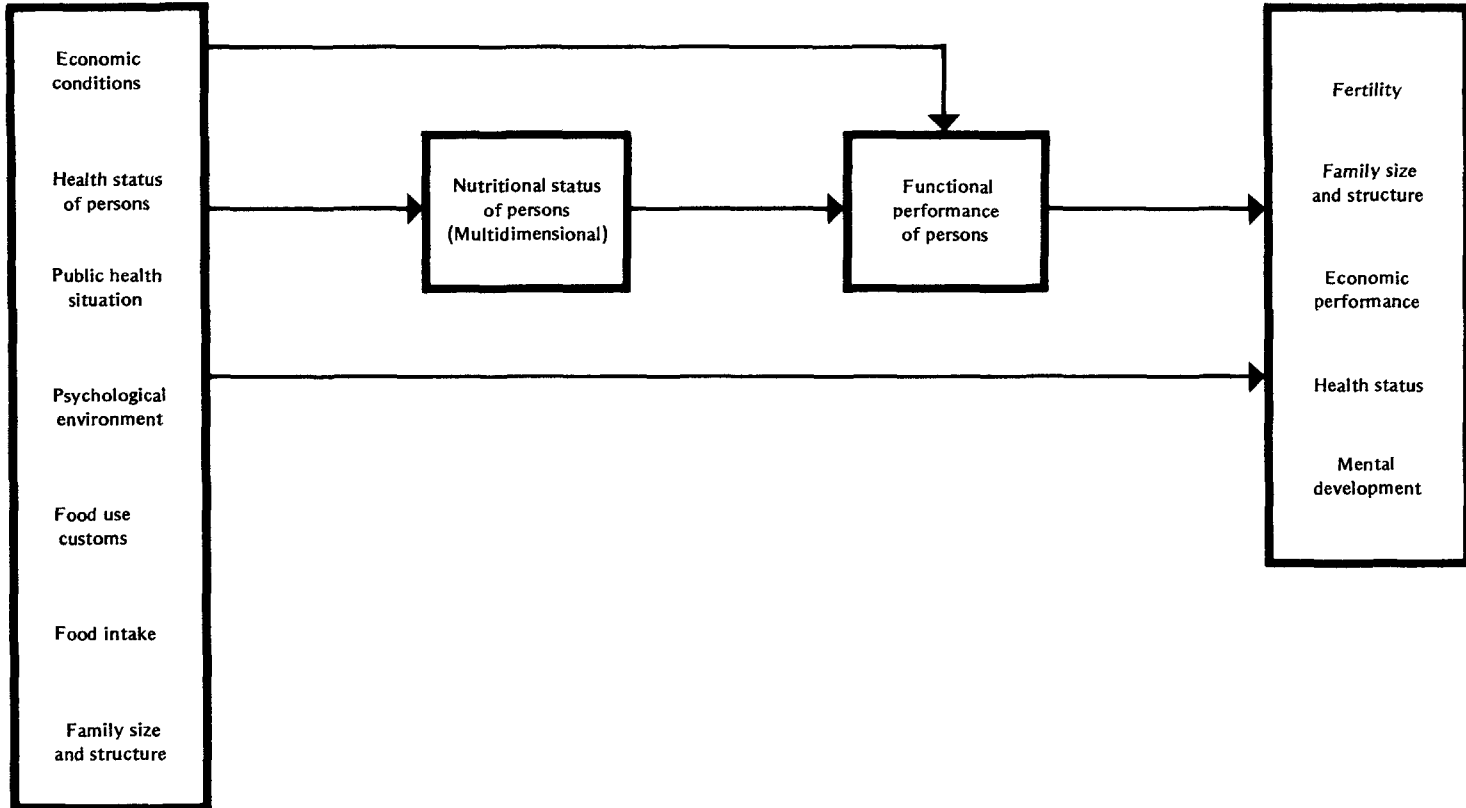 Economic
conditions
Health status
of persons
Public health
situation
Psychological
environment
Food use
customs
Food intake
Family size
and structure
Nutritional status
of persons
(Multidimensional)
Functional
performance
of persons
Fertility
Family size
and structure
Economic
performance
Health status
Mental
development